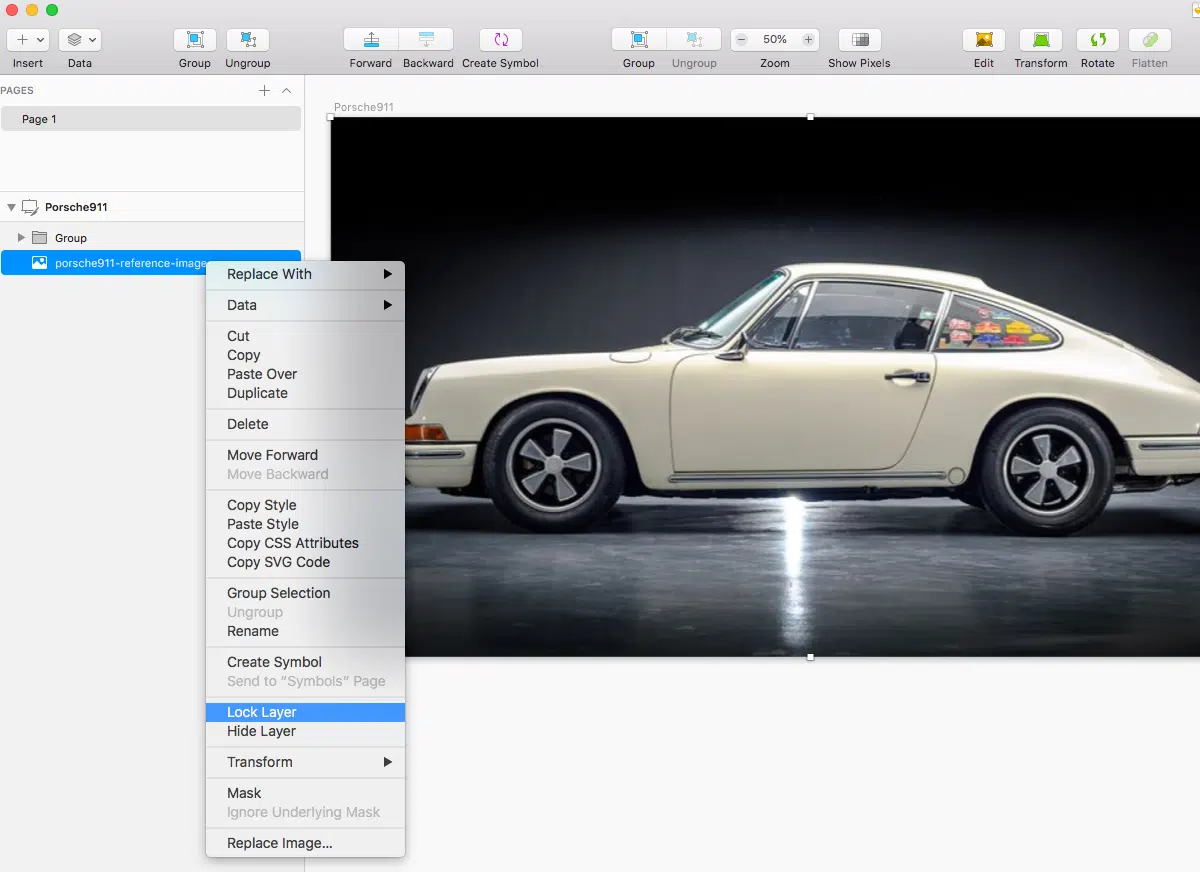 Insert
Data
Group
Ungroup
Forward
Backward
Create Symbol
Group
Ungroup
50%
Zoom
Show Pixels
Edit
Transform
Rotate
Flatten
PAGES
Page 1
Porsche911
Porsche911
Group
porsche911-reference-image
Replace With
Data
Cut
Copy
Paste Over
Duplicate
Delete
Move Forward
Move Backward
Copy Style
Paste Style
Copy CSS Attributes
Copy SVG Code
Group Selection
Ungroup
Rename
Create Symbol
Send to “Symbols” Page
Lock Layer
Hide Layer
Transform
Mask
Ignore Underlying Mask
Replace Image...